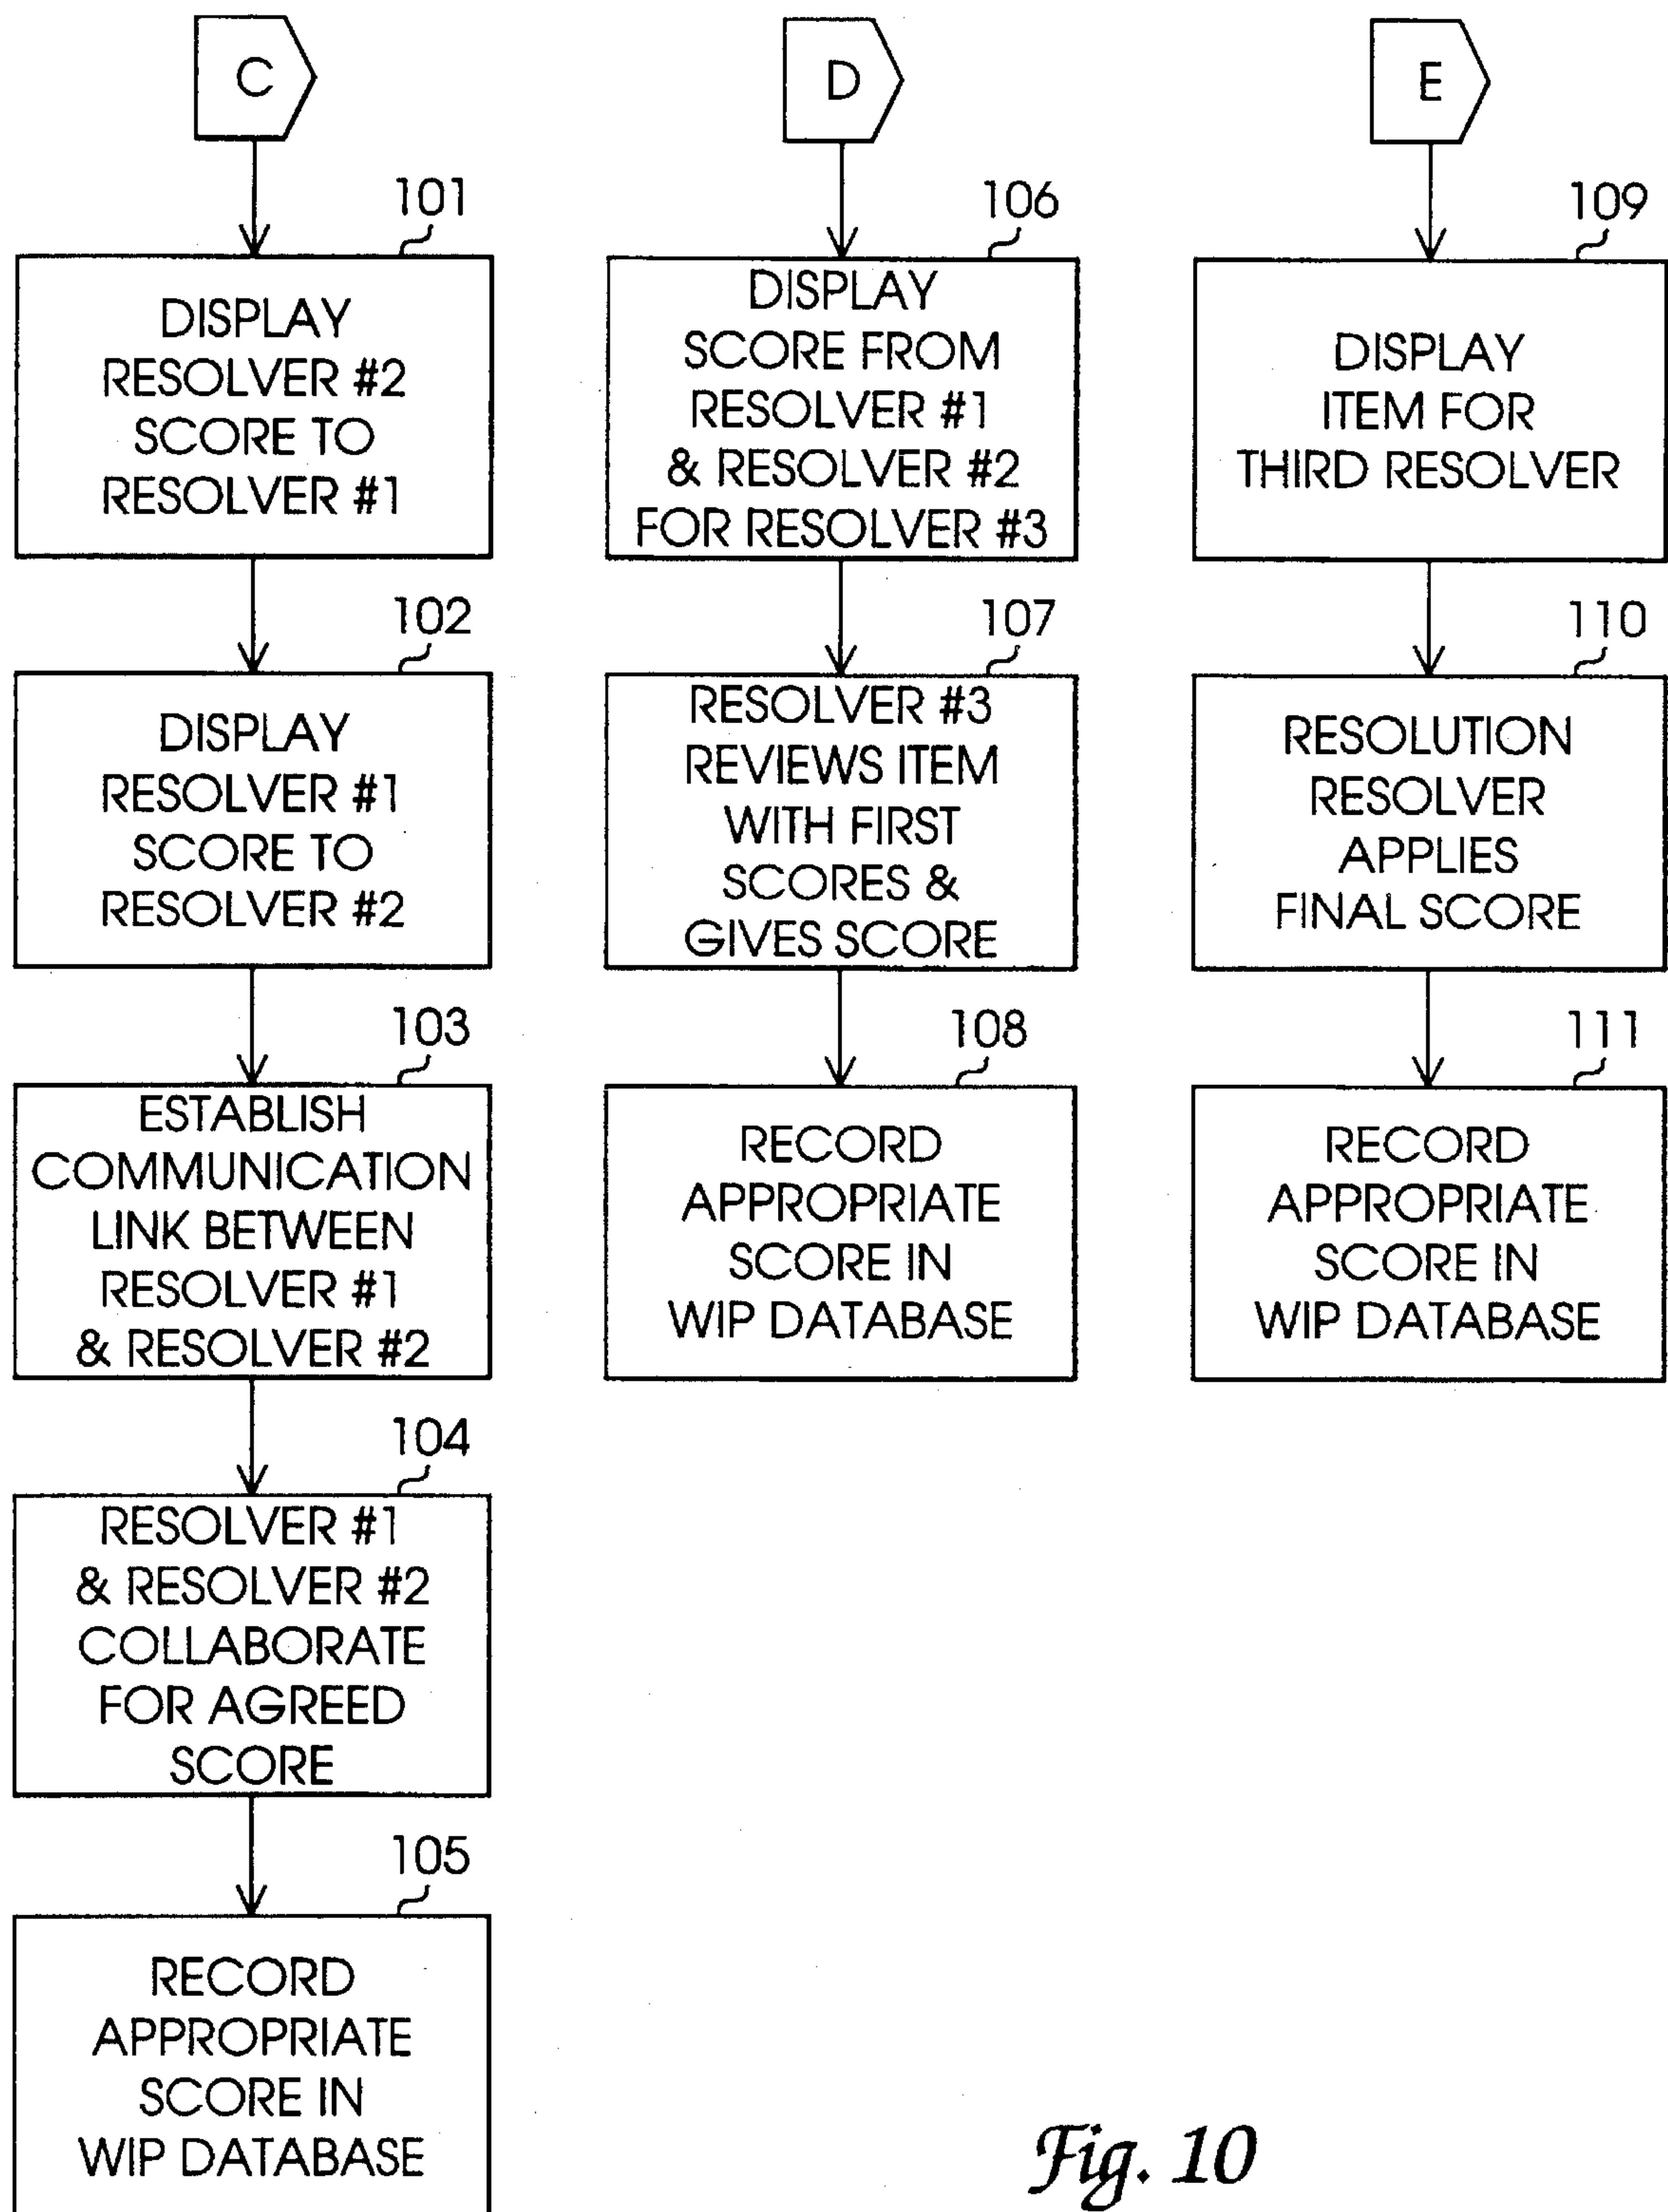 C
101
DISPLAY
RESOLVER #2
SCORE TO
RESOLVER #1
102
DISPLAY
RESOLVER #1
SCORE TO
RESOLVER #2
103
ESTABLISH
COMMUNICATION
LINK BETWEEN
RESOLVER #1
& RESOLVER #2
104
RESOLVER #1
& RESOLVER #2
COLLABORATE
FOR AGREED
SCORE
105
RECORD
APPROPRIATE
SCORE IN
WIP DATABASE
D
106
DISPLAY
SCORE FROM
RESOLVER #1
& RESOLVER #2
FOR RESOLVER #3
107
RESOLVER #3
REVIEWS ITEM
WITH FIRST
SCORES &
GIVES SCORE
108
RECORD
APPROPRIATE
SCORE IN
WIP DATABASE
E
109
DISPLAY
ITEM FOR
THIRD RESOLVER
110
RESOLUTION
RESOLVER
APPLIES
FINAL SCORE
111
RECORD
APPROPRIATE
SCORE IN
WIP DATABASE
Fig. 10